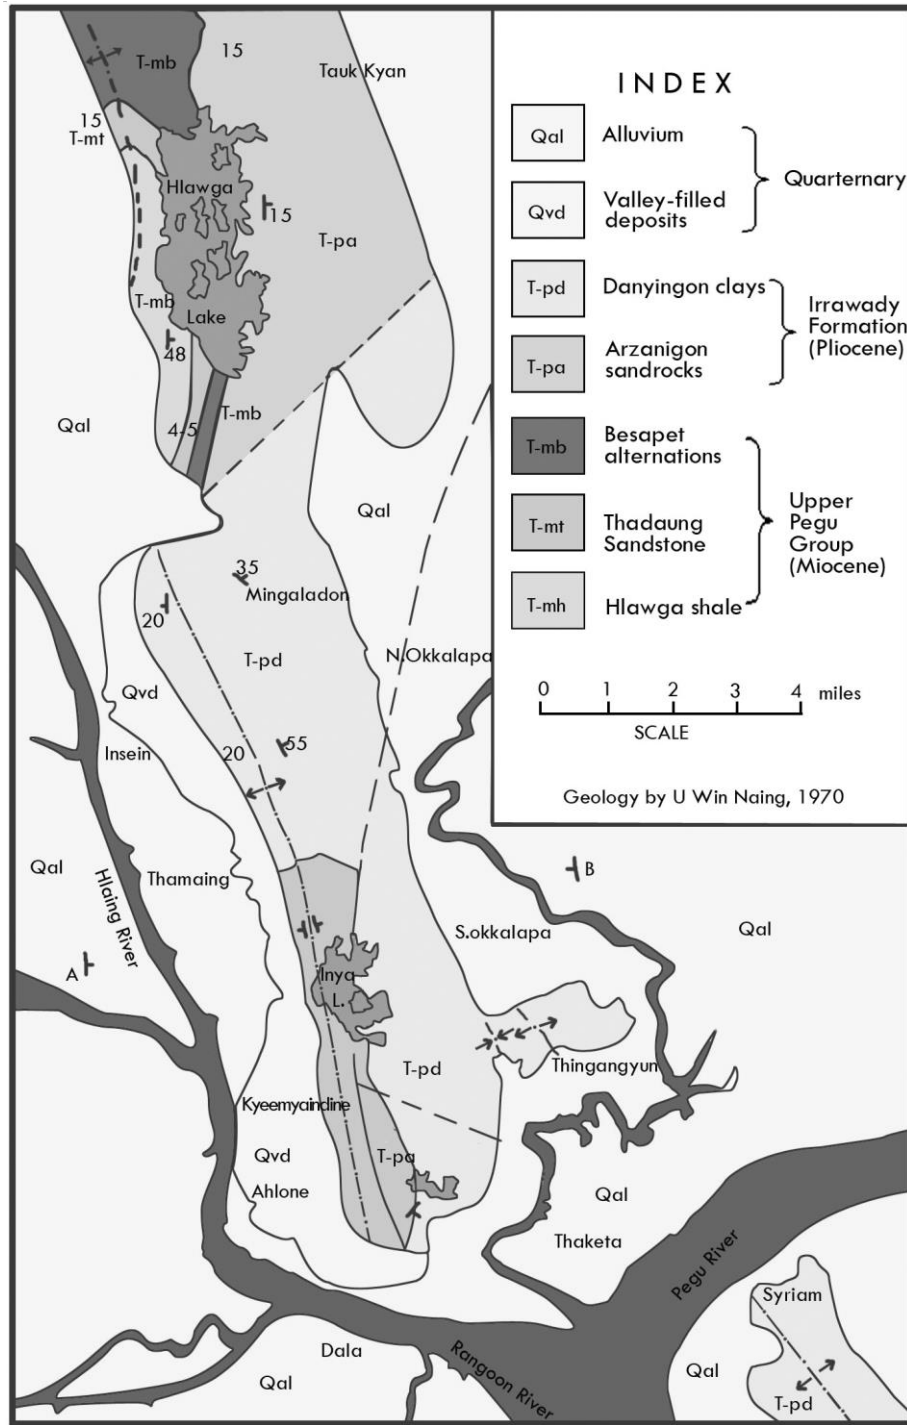 INDEX
Qal Alluvium
Qvd Valley-filled
deposits
Quarternary
T-pd Danyingon clays
T-pa Arzanigon
sandrocks
Irrawady
Formation
(Pliocene)
T-mb Besapet
alternations
T-mt Thadaung
Sandstone
T-mh Hlawga shale
Upper
Pegu
Group
(Miocene)
0 1 2 3 4 miles
SCALE
Geology by U Win Naing, 1970
T-mb
15
Tauk Kyan
15
T-mt
Hlawga
15
T-pa
T-mb
Lake
48
T-mb
Qal
4-5
Qal
35
Mingaladon
20
T-pd
N.Okkalapa
Qvd
Insein
20
55
Qal
Thamaing
B
Hlaing River
S.okkalapa
Qal
A
Inya
L.
T-pd
Thingangyun
Kyeemyaindine
Qvd
T-pa
Ahlone
Qal
Thaketa
Pegu River
Syriam
Dala
Rangoon River
Qal
Qal
T-pd